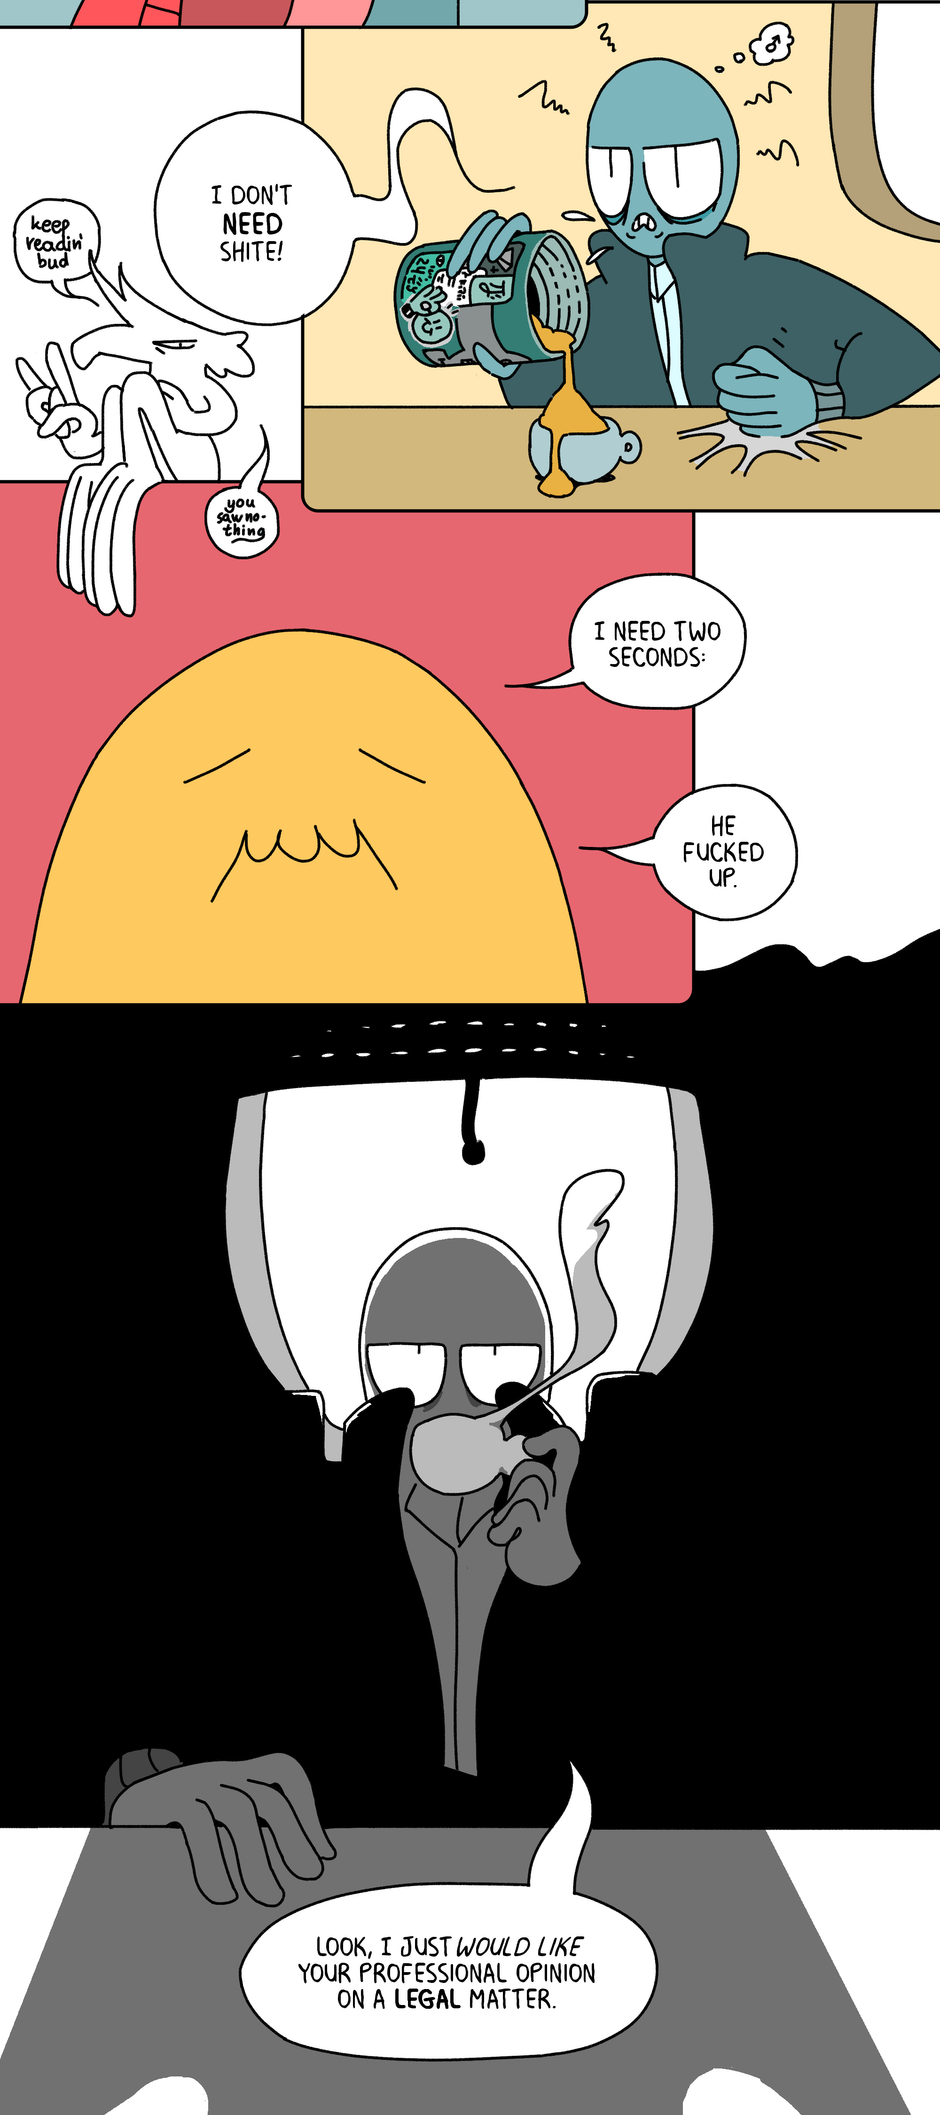 I DON'T
NEED
SHITE!
keep
readin'
bud
you
saw no-
thing
I NEED TWO
SECONDS:
HE
FUCKED
UP.
LOOK, I JUST WOULD LIKE
YOUR PROFESSIONAL OPINION
ON A LEGAL MATTER.